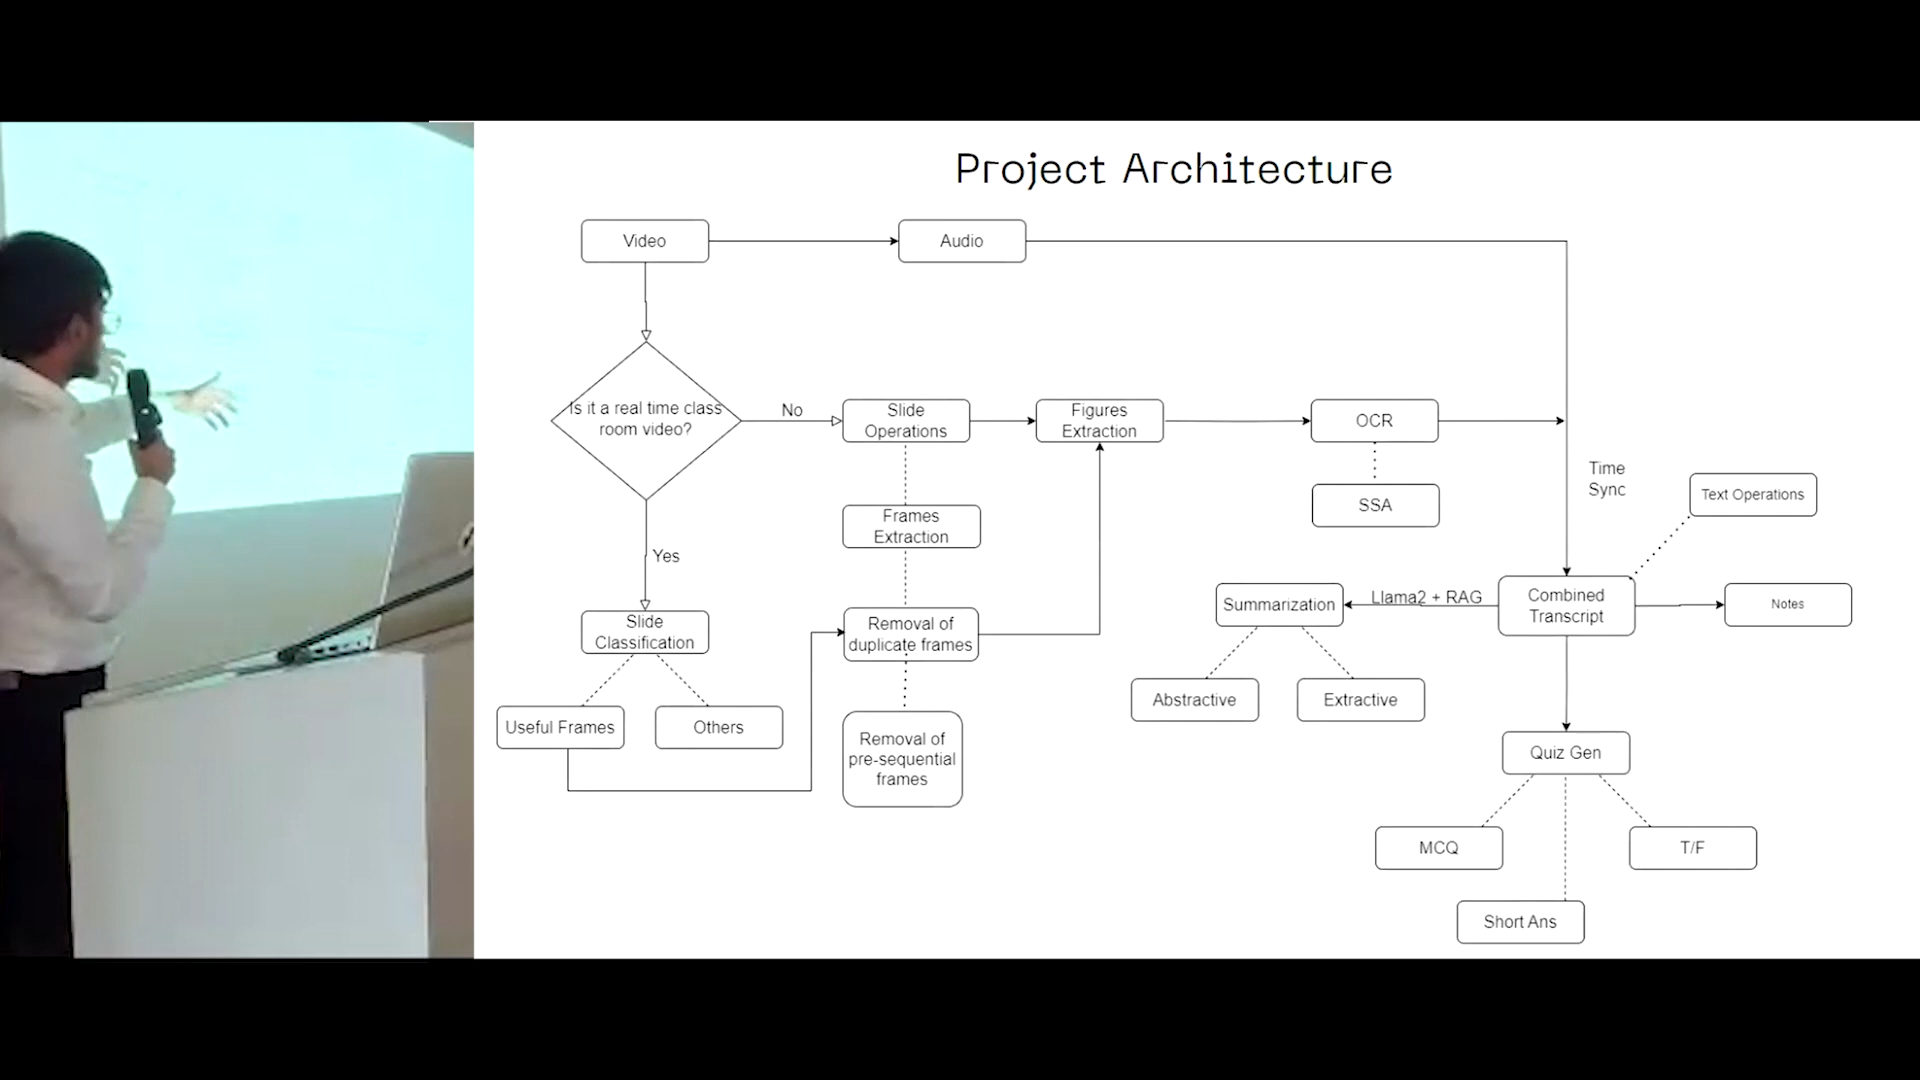 Project Architecture
Video
Audio
Is it a real time class
room video?
No
Slide
Operations
Figures
Extraction
OCR
Time
Sync
Text Operations
SSA
Frames
Extraction
Yes
Slide
Classification
Removal of
duplicate frames
Summarization
Llama2 + RAG
Combined
Transcript
Notes
Abstractive
Extractive
Useful Frames
Others
Removal of
pre-sequential
frames
Quiz Gen
MCQ
T/F
Short Ans